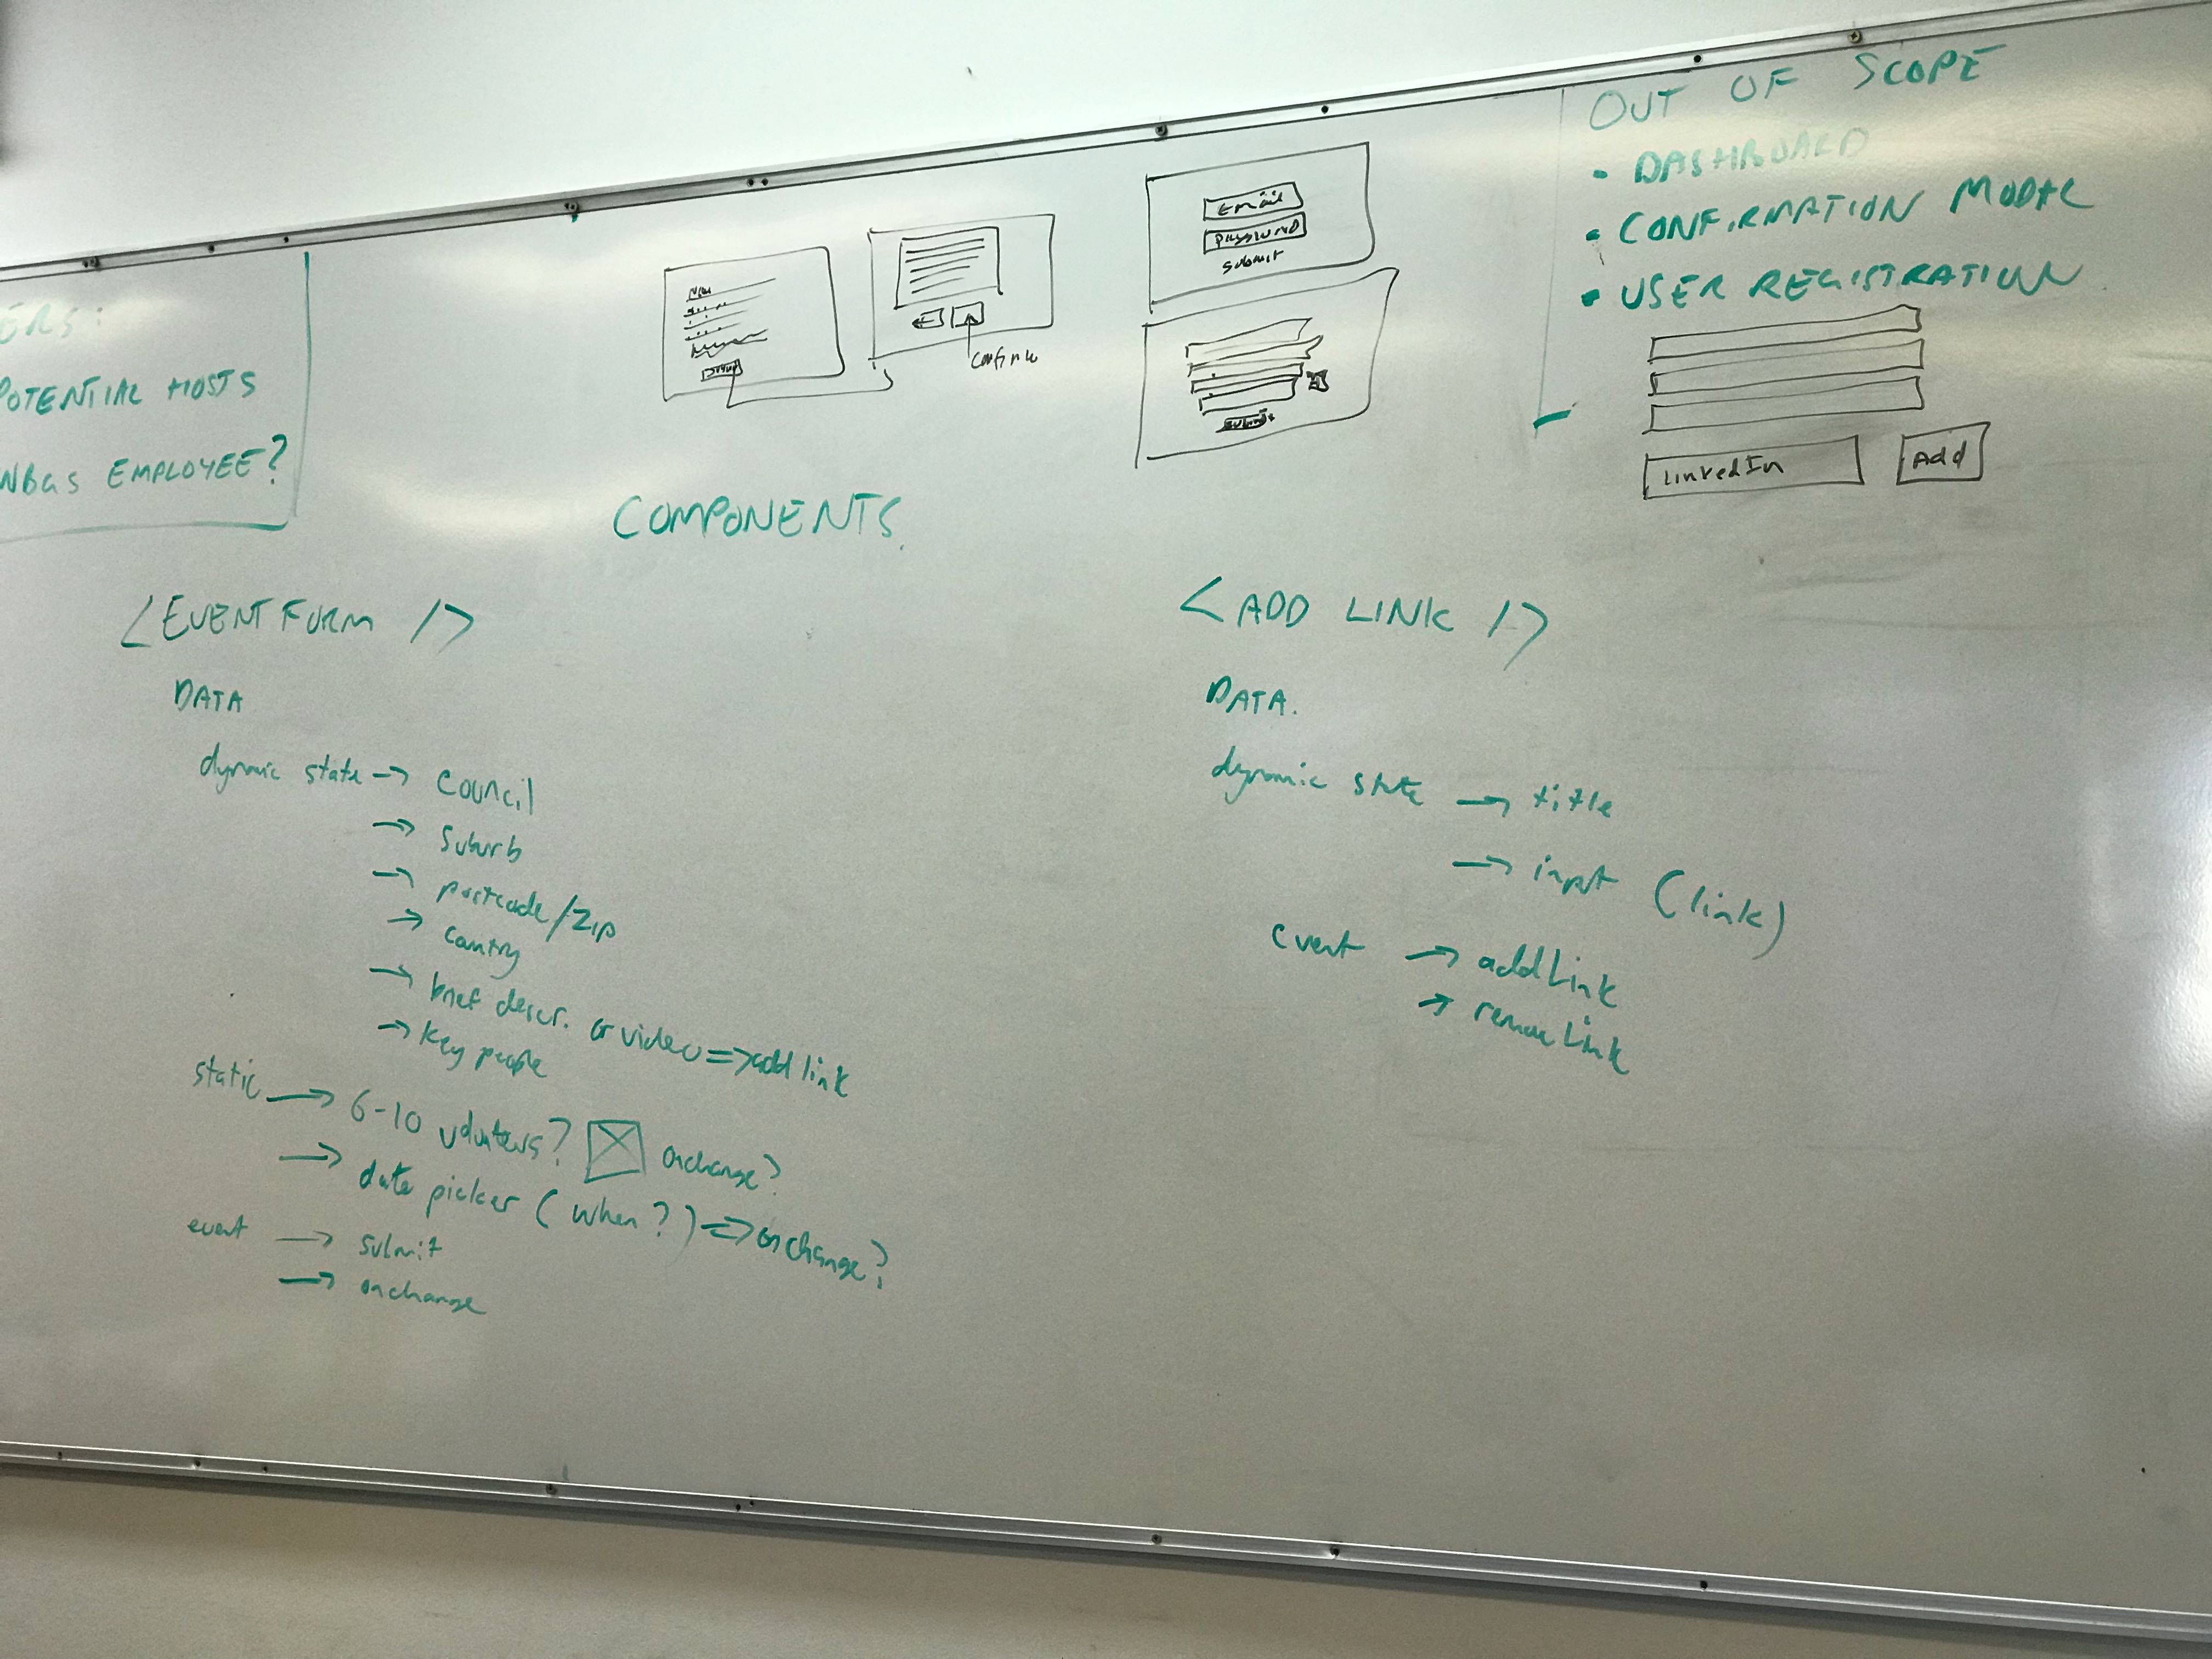 ERS:
POTENTIAL HOSTS
NBGS EMPLOYEE?
confirm
Email
Password
Submit
Submit
OUT OF SCOPE
• DASHBOARD
• CONFIRMATION MODAL
• USER REGISTRATION
LinkedIn
Add
COMPONENTS
<EVENTFORM />
DATA
dynamic state → Council
→ Suburb
→ postcode/Zip
→ country
→ brief descr. or video => add link
→ key people
static → 6-10 volunteers? onchange?
→ date picker (when?) => onchange?
event → submit
→ onchange
<ADD LINK />
DATA.
dynamic state → title
→ input (link)
event → addLink
→ removeLink